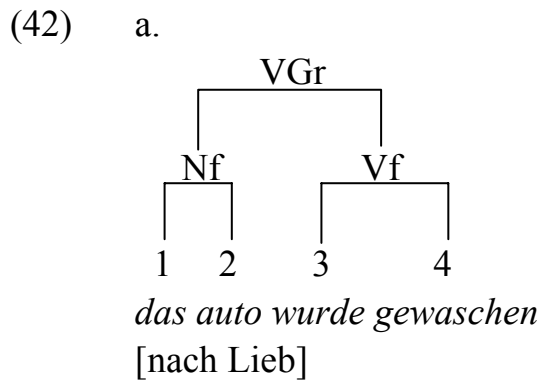 (42) a.
VGr
Nf Vf
1 2 3 4
das auto wurde gewaschen
[nach Lieb]